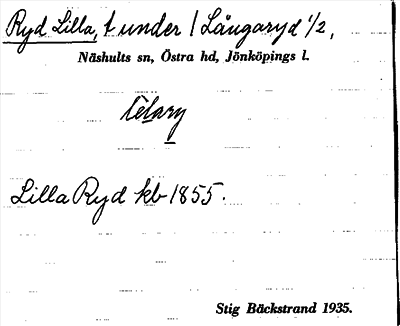 Ryd Lilla, t under 1 Långaryd 1/2,
Näshults sn, Östra hd, Jönköpings l.
Lilla Ryd kb 1855.
Stig Bäckstrand 1935.